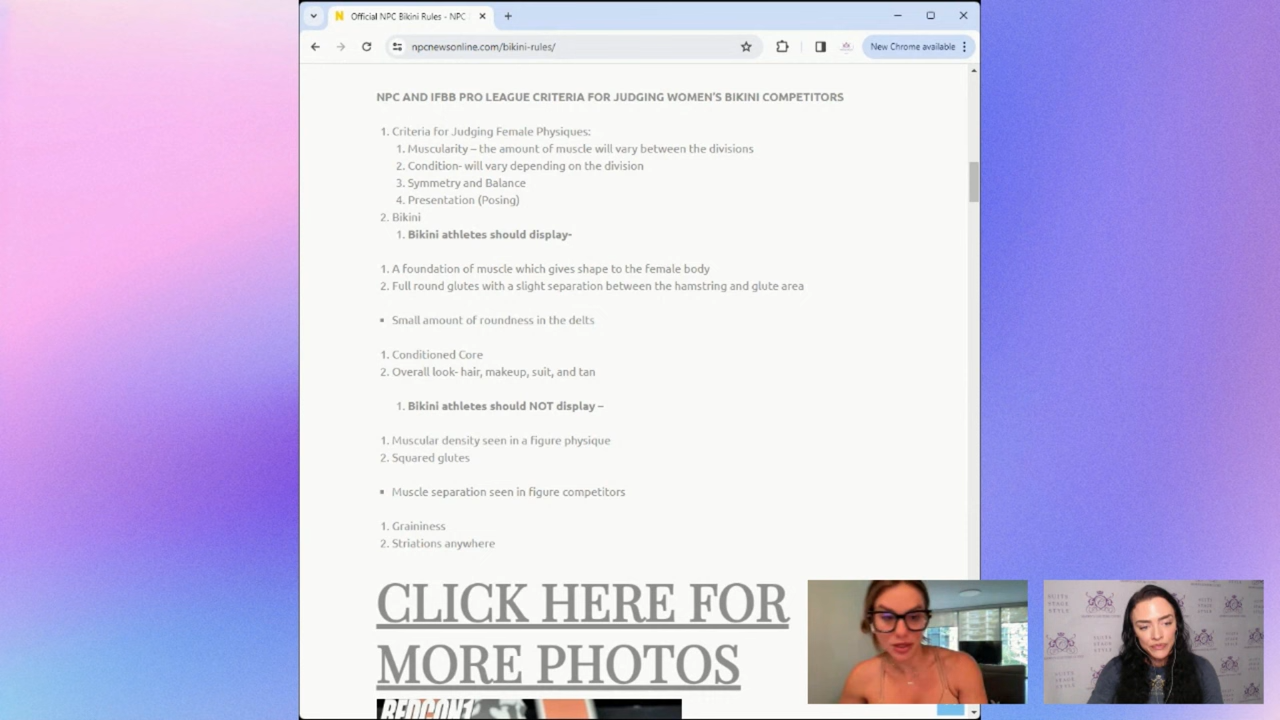 Official NPC Bikini Rules - NPC
npcnewsonline.com/bikini-rules/
New Chrome available
NPC AND IFBB PRO LEAGUE CRITERIA FOR JUDGING WOMEN'S BIKINI COMPETITORS
1. Criteria for Judging Female Physiques:
1. Muscularity – the amount of muscle will vary between the divisions
2. Condition- will vary depending on the division
3. Symmetry and Balance
4. Presentation (Posing)
2. Bikini
1. Bikini athletes should display-
1. A foundation of muscle which gives shape to the female body
2. Full round glutes with a slight separation between the hamstring and glute area
▪ Small amount of roundness in the delts
1. Conditioned Core
2. Overall look- hair, makeup, suit, and tan
1. Bikini athletes should NOT display –
1. Muscular density seen in a figure physique
2. Squared glutes
▪ Muscle separation seen in figure competitors
1. Graininess
2. Striations anywhere
CLICK HERE FOR
MORE PHOTOS
REDCON1
SUITS
STAGE
STYLE